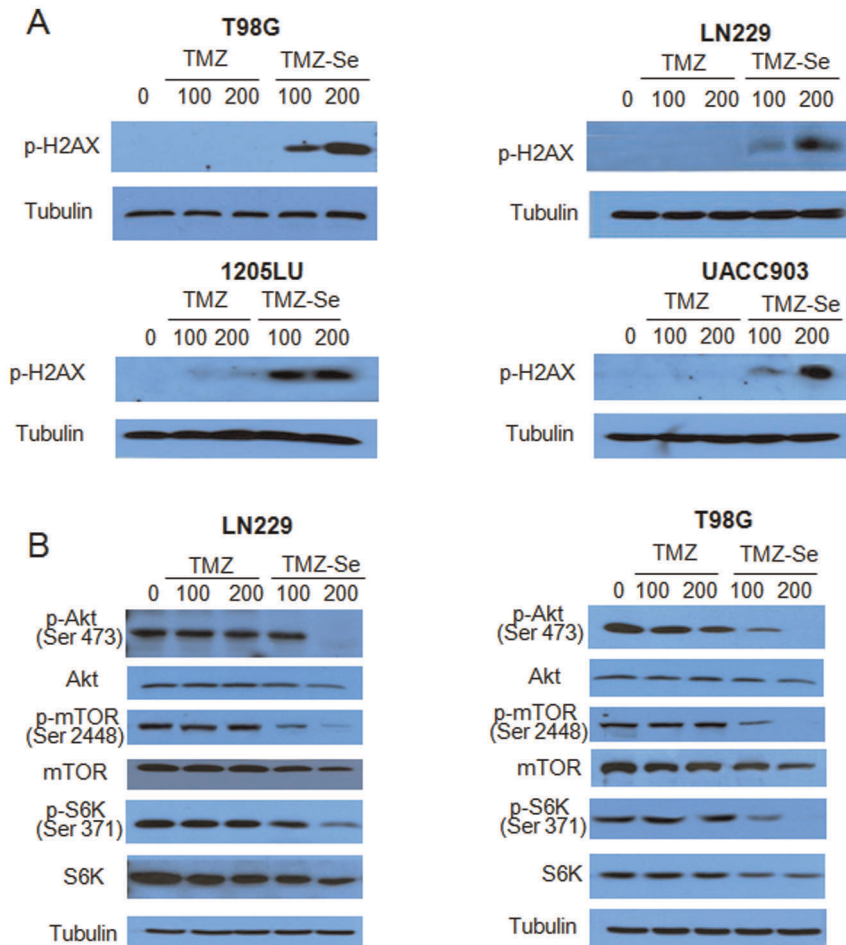 A
T98G
TMZ TMZ-Se
0 100 200 100 200
p-H2AX
Tubulin
LN229
TMZ TMZ-Se
0 100 200 100 200
p-H2AX
Tubulin
1205LU
TMZ TMZ-Se
0 100 200 100 200
p-H2AX
Tubulin
UACC903
TMZ TMZ-Se
0 100 200 100 200
p-H2AX
Tubulin
B
LN229
TMZ TMZ-Se
0 100 200 100 200
p-Akt
(Ser 473)
Akt
p-mTOR
(Ser 2448)
mTOR
p-S6K
(Ser 371)
S6K
Tubulin
T98G
TMZ TMZ-Se
0 100 200 100 200
p-Akt
(Ser 473)
Akt
p-mTOR
(Ser 2448)
mTOR
p-S6K
(Ser 371)
S6K
Tubulin